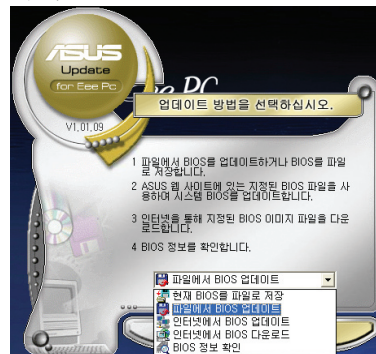 ASUS
Update
for Eee Pc
Eee PC
V1.01.09
업데이트 방법을 선택하십시오.
1 파일에서 BIOS를 업데이트하거나 BIOS를 파일
로 저장합니다.
2 ASUS 웹 사이트에 있는 지정된 BIOS 파일을 사
용하며 시스템 BIOS를 업데이트합니다.
3 인터넷을 통해 지정된 BIOS 이미지 파일을 다운
로드합니다.
4 BIOS 정보를 확인합니다.
파일에서 BIOS 업데이트
현재 BIOS를 파일로 저장
파일에서 BIOS 업데이트
인터넷에서 BIOS 업데이트
인터넷에서 BIOS 다운로드
BIOS 정보 확인